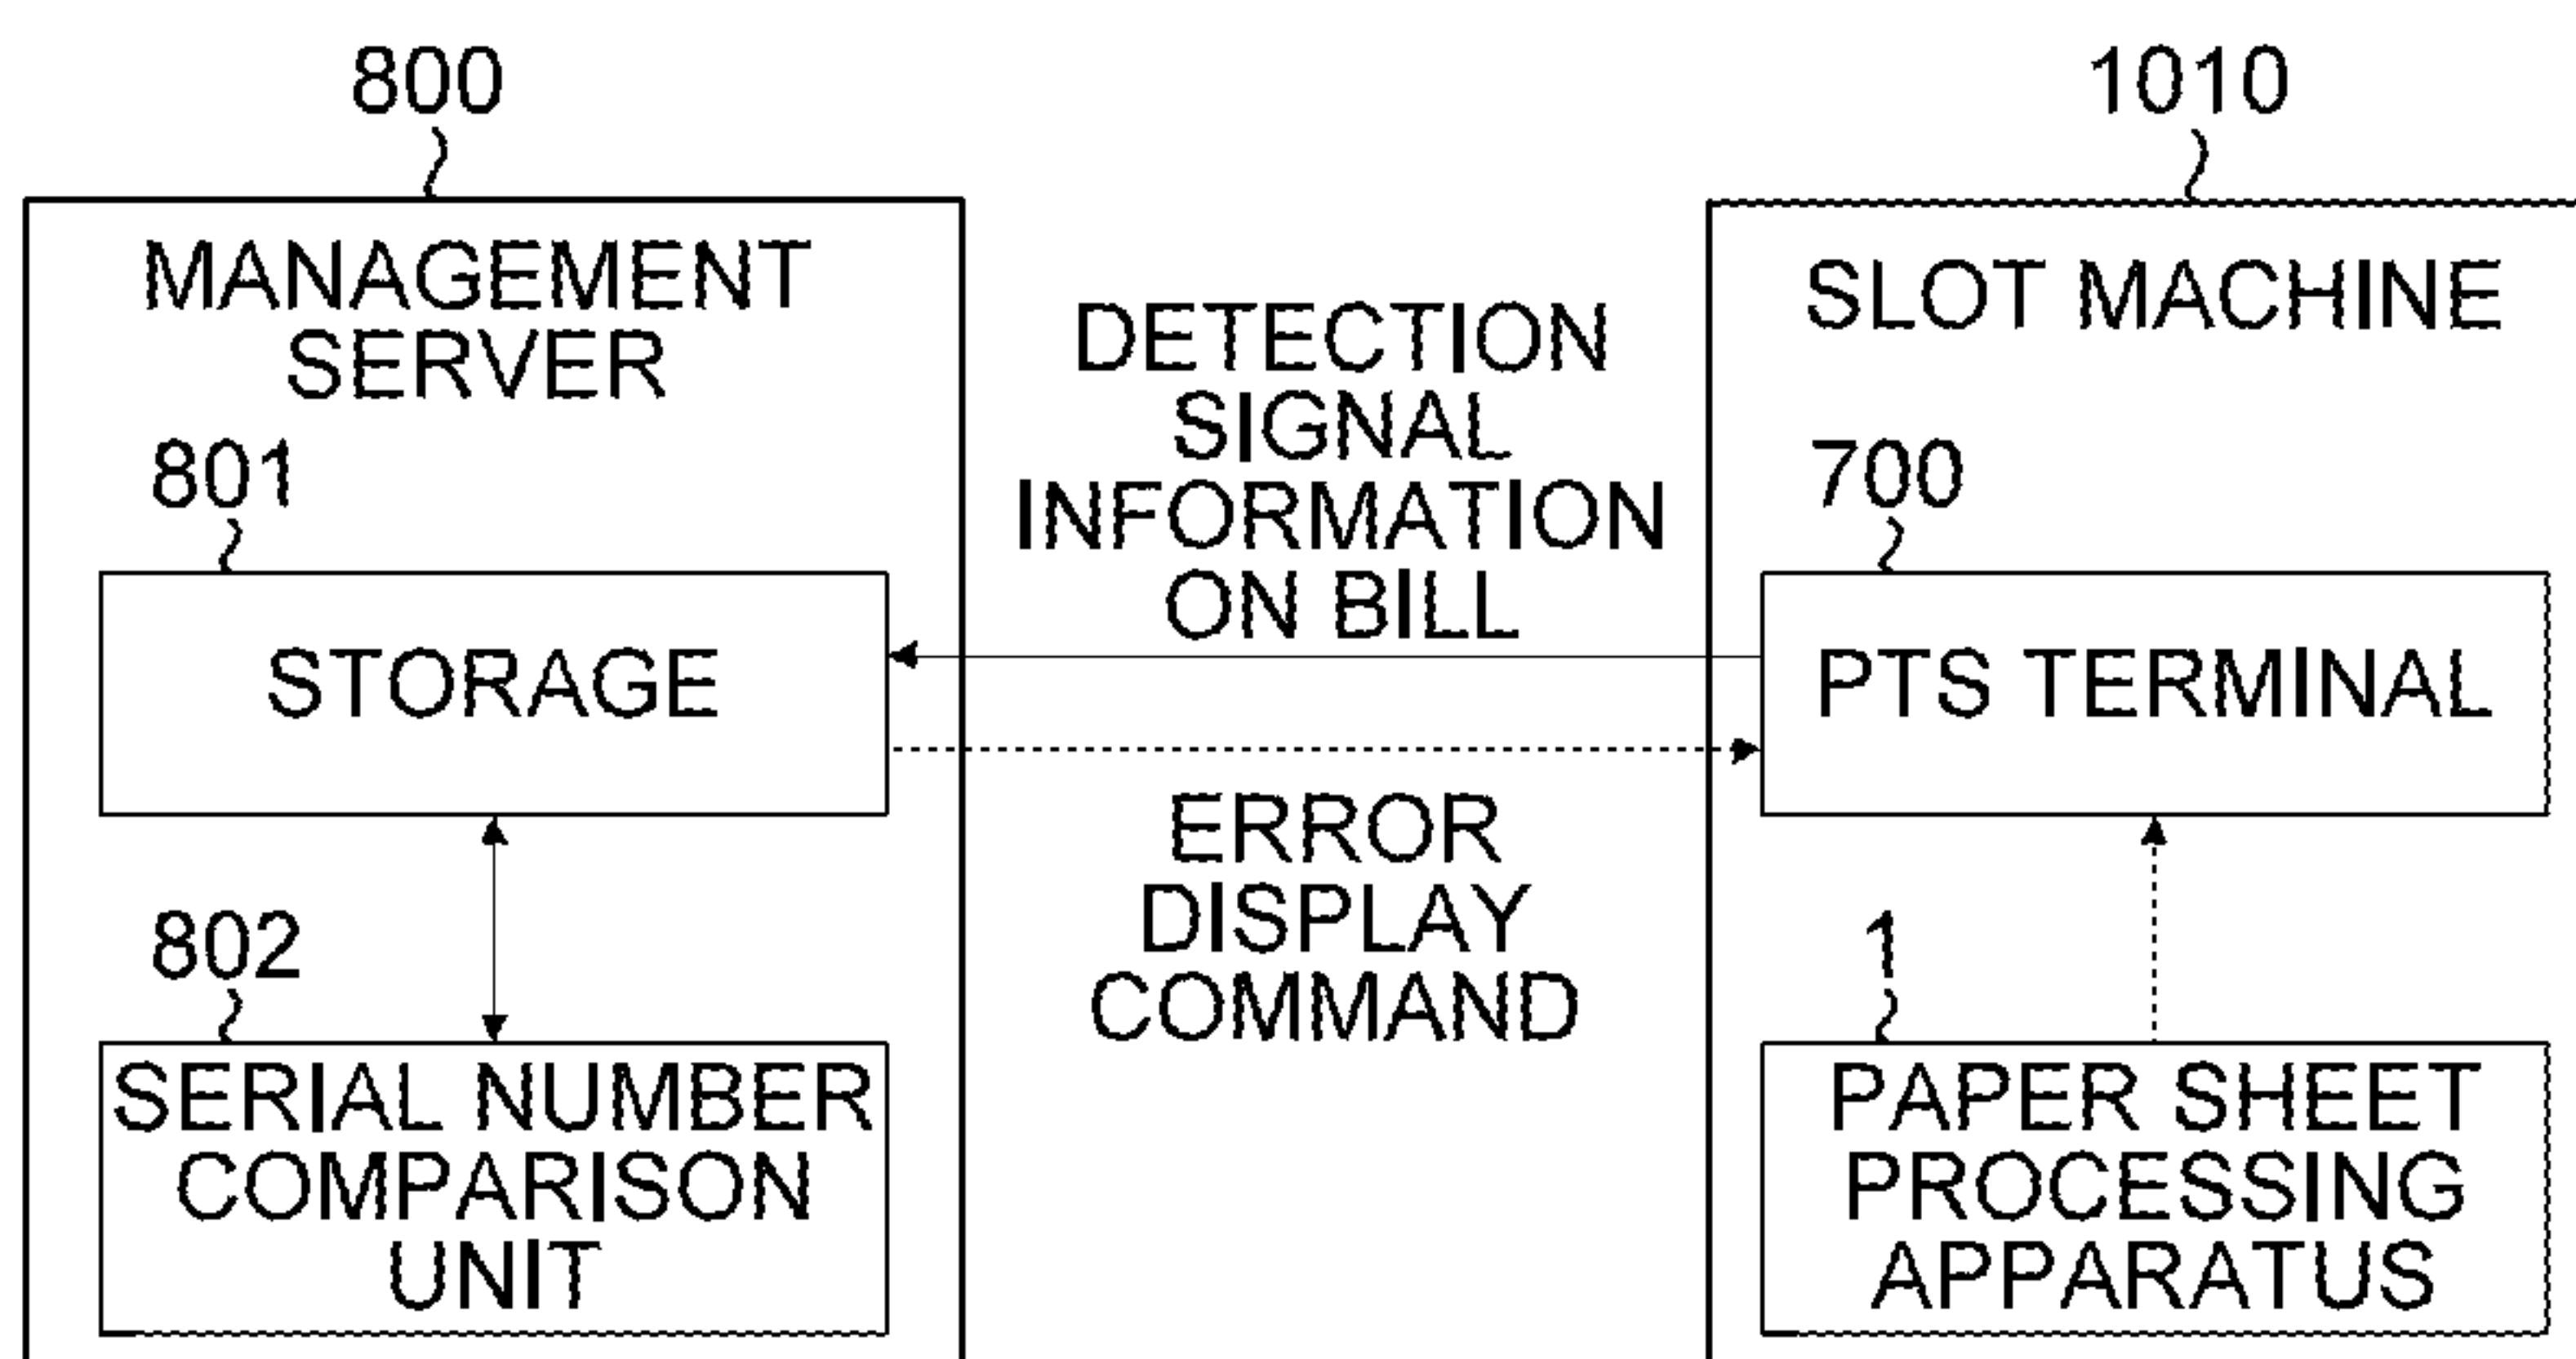 800
MANAGEMENT
SERVER
801
STORAGE
802
SERIAL NUMBER
COMPARISON
UNIT
DETECTION
SIGNAL
INFORMATION
ON BILL
ERROR
DISPLAY
COMMAND
1010
SLOT MACHINE
700
PTS TERMINAL
1
PAPER SHEET
PROCESSING
APPARATUS